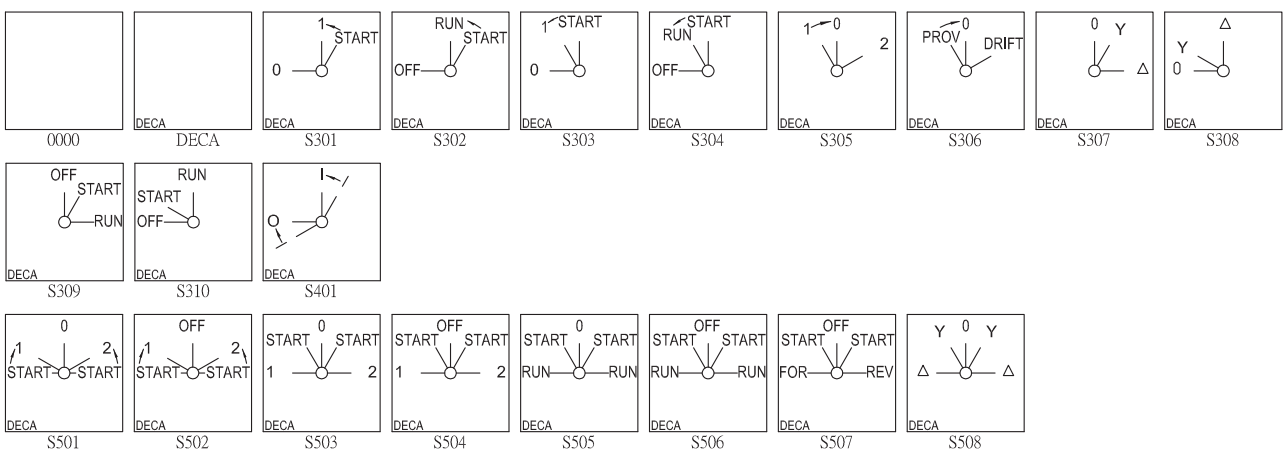 0000
DECA
DECA
1 START
0
DECA
S301
RUN START
OFF
DECA
S302
1 START
0
DECA
S303
START
RUN
OFF
DECA
S304
1 0
2
DECA
S305
0
PROV DRIFT
DECA
S306
0 Y
Δ
DECA
S307
Δ
Y
0
DECA
S308
OFF
START
RUN
DECA
S309
RUN
START
OFF
DECA
S310
I
O
DECA
S401
0
1 2
START START
DECA
S501
OFF
1 2
START START
DECA
S502
0
START START
1 2
DECA
S503
OFF
START START
1 2
DECA
S504
0
START START
RUN RUN
DECA
S505
OFF
START START
RUN RUN
DECA
S506
OFF
START START
FOR REV
DECA
S507
Y 0 Y
Δ Δ
DECA
S508